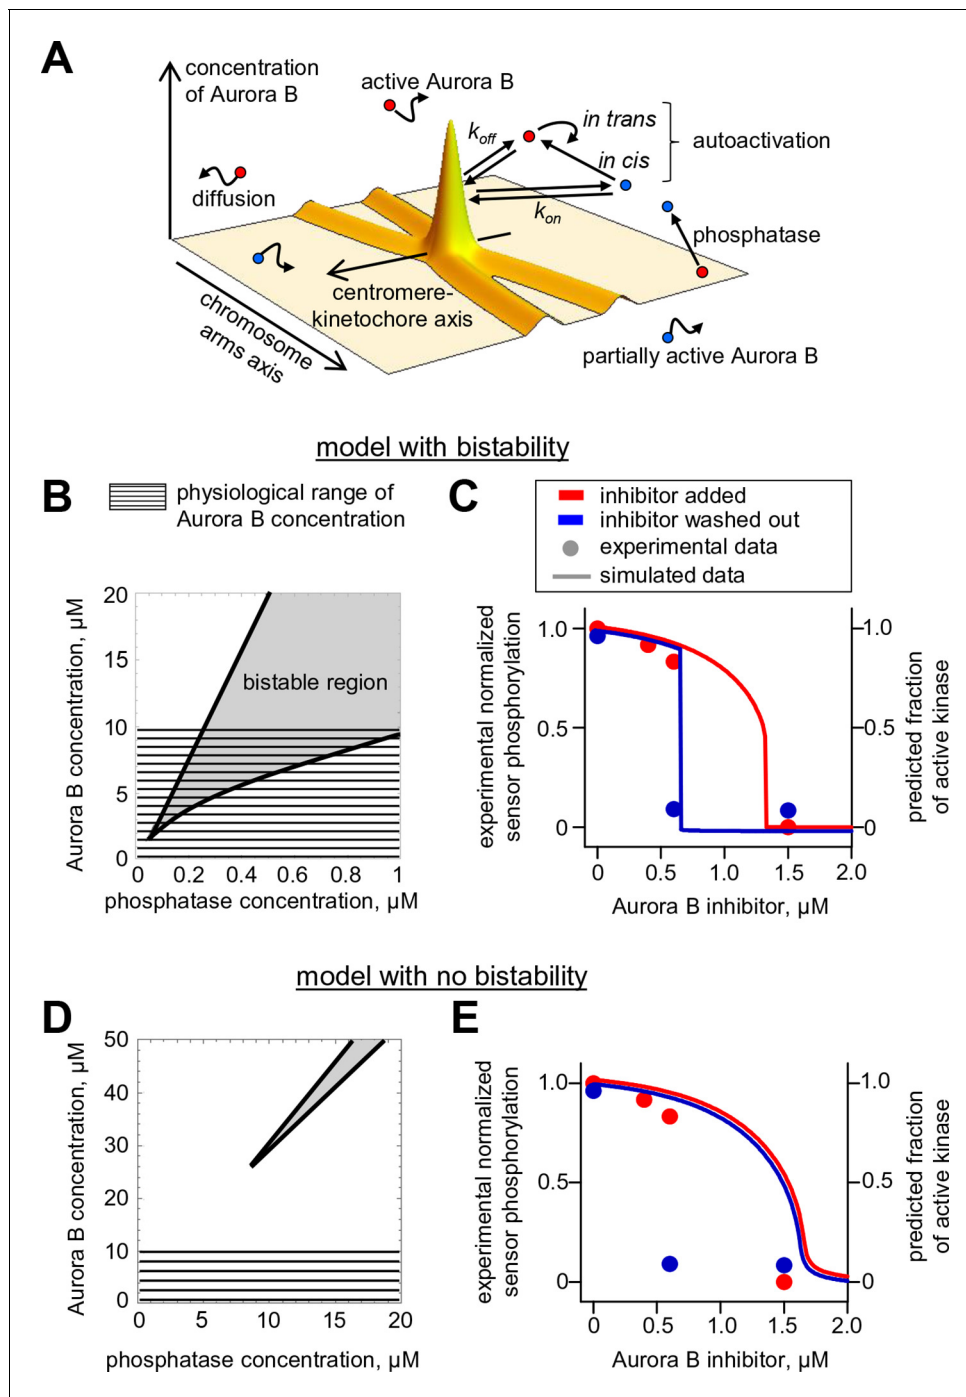 A
concentration
of Aurora B
active Aurora B
k_off
in trans
in cis
autoactivation
diffusion
k_on
phosphatase
centromere-
kinetochore axis
chromosome
arms axis
partially active Aurora B
model with bistability
B
physiological range of
Aurora B concentration
Aurora B concentration, µM
20
15
10
5
0
bistable region
0 0.2 0.4 0.6 0.8 1
phosphatase concentration, µM
C
inhibitor added
inhibitor washed out
experimental data
simulated data
experimental normalized
sensor phosphorylation
1.0
0.5
0
1.0
0.5
0
predicted fraction
of active kinase
0 0.5 1.0 1.5 2.0
Aurora B inhibitor, µM
model with no bistability
D
Aurora B concentration, µM
50
40
30
20
10
0
0 5 10 15 20
phosphatase concentration, µM
E
experimental normalized
sensor phosphorylation
1.0
0.5
0
1.0
0.5
0
predicted fraction
of active kinase
0 0.5 1.0 1.5 2.0
Aurora B inhibitor, µM